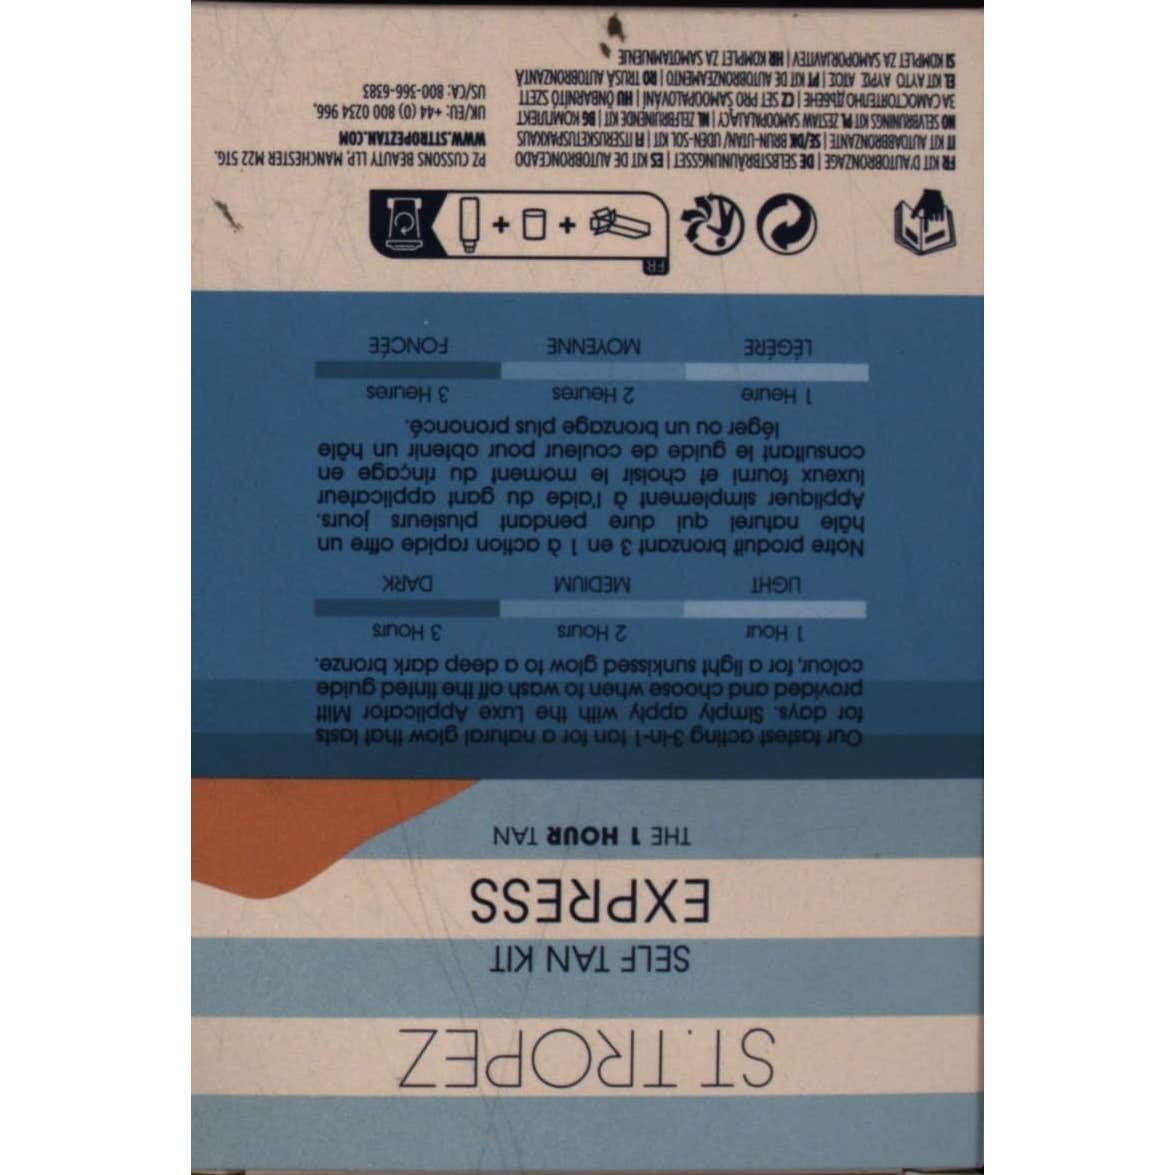 ST.TROPEZ
SELF TAN KIT
EXPRESS
THE 1 HOUR TAN
Our fastest acting 3-in-1 tan for a natural glow that lasts
for days. Simply apply with the Luxe Applicator Mitt
provided and choose when to wash off the tinted guide
colour, for a light sunkissed glow to a deep dark bronze.
1 Hour 2 Hours 3 Hours
LIGHT MEDIUM DARK
Notre produit bronzant 3 en 1 à action rapide offre un
hâle naturel qui dure pendant plusieurs jours.
Appliquer simplement à l'aide du gant applicateur
luxeux fourni et choisir le moment du rinçage en
consultant le guide de couleur pour obtenir un hâle
léger ou un bronzage plus prononcé.
1 Heure 2 Heures 3 Heures
LÉGÈRE MOYENNE FONCÉE
FR
FR KIT D'AUTOBRONZAGE | DE SELBSTBRÄUNUNGSSET | ES KIT DE AUTOBRONCEADO
IT KIT AUTOABBRONZANTE | SE/DK BRUN-UTAN/ UDEN-SOL KIT | FI ITSERUSKETUSPAKKAUS
NO SELVBRUNINGS KIT PL ZESTAW SAMOOPALAJĄCY | NL ZELFBRUINENDE KIT | BG КОМПЛЕКТ
ЗА САМОСТОЯТЕЛНО ДЪБЕНЕ | CZ SET PRO SAMOOPALOVÁNÍ | HU ÖNBARNÍTÓ SZETT
EL ΚΙΤ ΑΥΤΟ ΑΥΡΙΣ ΑΤΟΣ | PT KIT DE AUTOBRONZEAMENTO | RO TRUSĂ AUTOBRONZANTĂ
SI KOMPLET ZA SAMOPORJAVITEV | HR KOMPLET ZA SAMOTAMNJENJE
PZ CUSSONS BEAUTY LLP, MANCHESTER M22 5TG.
WWW.STTROPEZTAN.COM
UK/EU: +44 (0) 800 0234 966,
US/CA: 800-366-6383